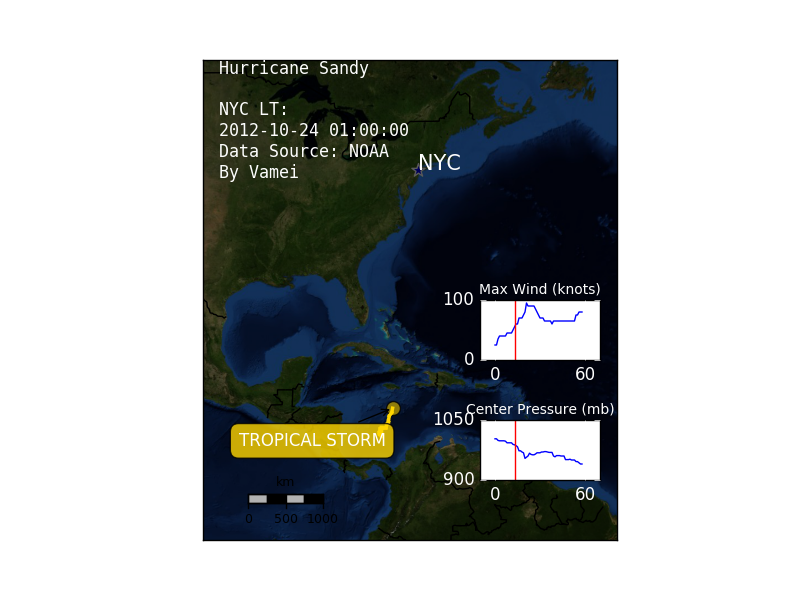 Hurricane Sandy
NYC LT:
2012-10-24 01:00:00
Data Source: NOAA
By Vamei
NYC
Max Wind (knots)
100
0
0 60
Center Pressure (mb)
1050
900
0 60
TROPICAL STORM
km
0 500 1000